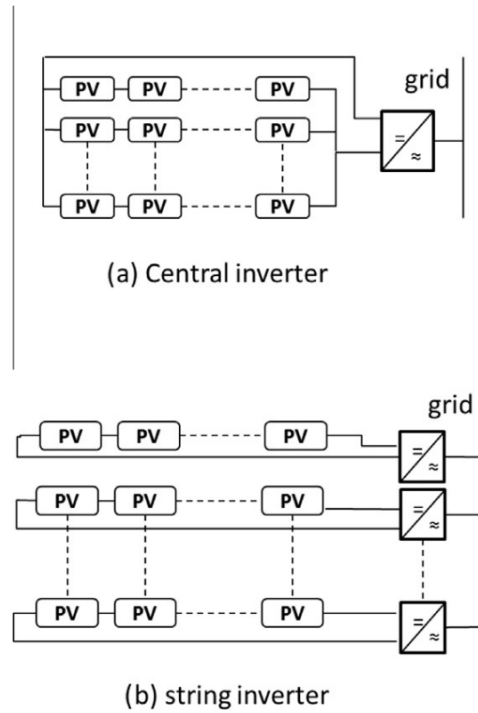 grid
PV PV PV
PV PV PV
=
≈
PV PV PV
(a) Central inverter
grid
PV PV PV
=
≈
PV PV PV
=
≈
PV PV PV
=
≈
(b) string inverter